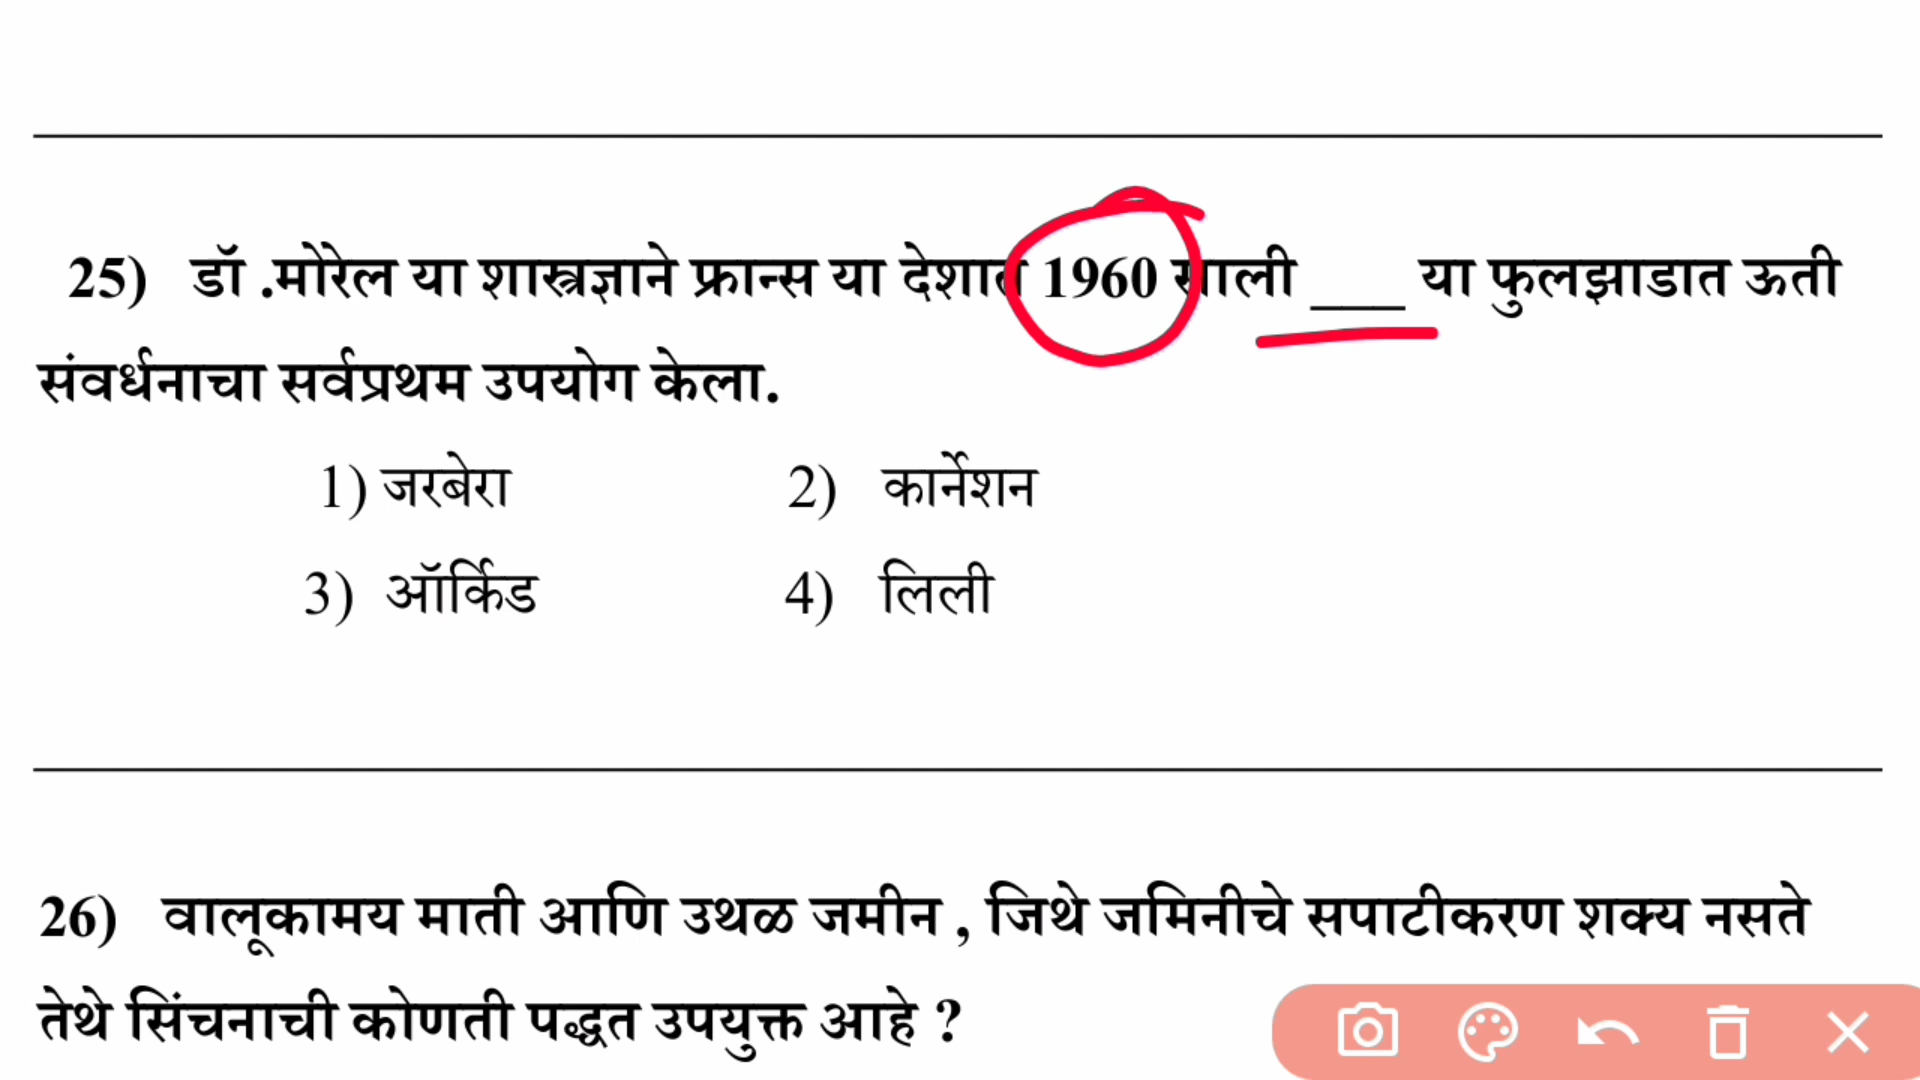 25) डॉ .मोरेल या शास्त्रज्ञाने फ्रान्स या देशात 1960 साली ___ या फुलझाडात ऊती
संवर्धनाचा सर्वप्रथम उपयोग केला.
1) जरबेरा 2) कार्नेशन
3) ऑर्किड 4) लिली
26) वालूकामय माती आणि उथळ जमीन , जिथे जमिनीचे सपाटीकरण शक्य नसते
तेथे सिंचनाची कोणती पद्धत उपयुक्त आहे ?